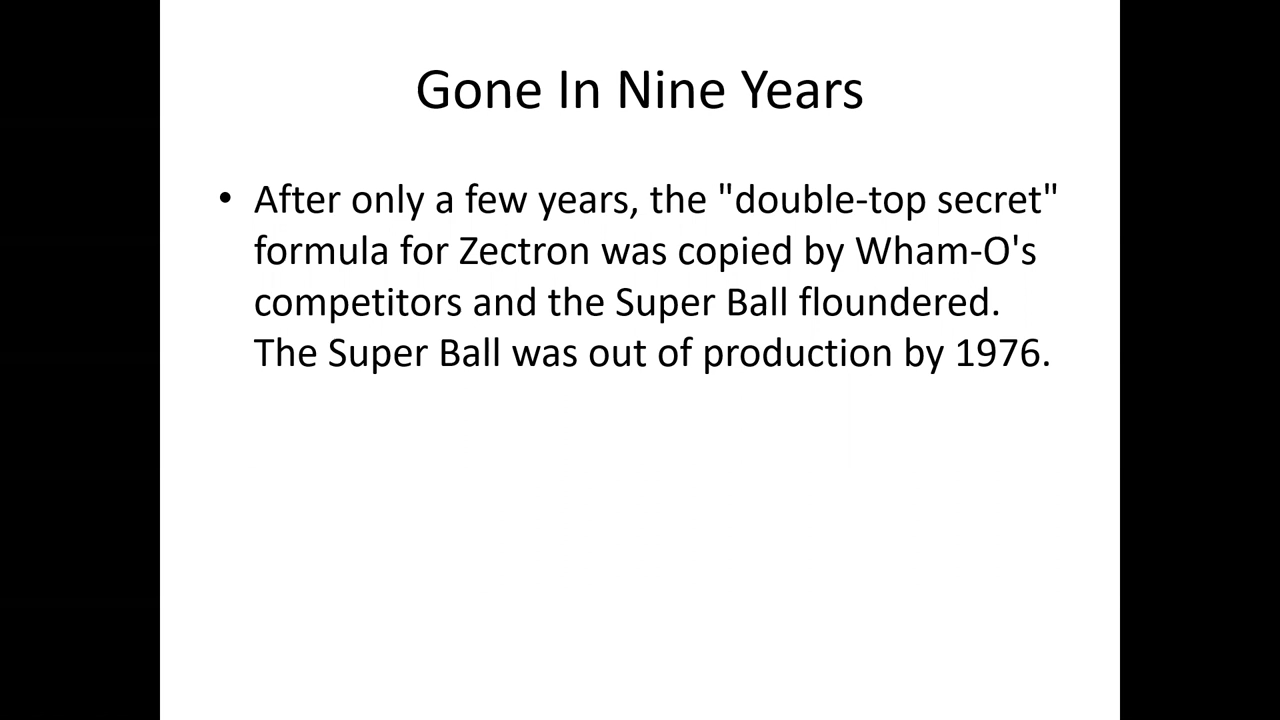 Gone In Nine Years
• After only a few years, the "double-top secret"
formula for Zectron was copied by Wham-O's
competitors and the Super Ball floundered.
The Super Ball was out of production by 1976.